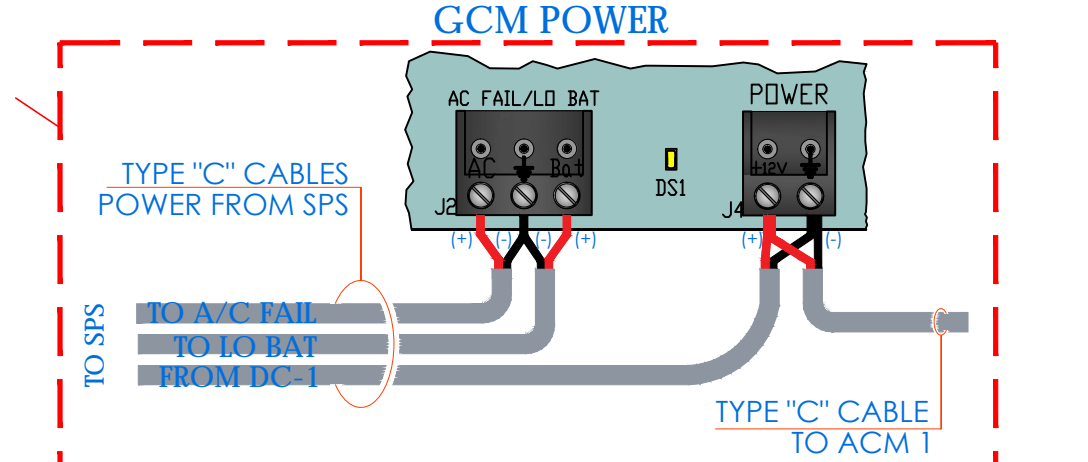 GCM POWER
AC FAIL/LO BAT
POWER
AC
Bat
+12V
DS1
J2
J4
(+)
(-)
(-)
(+)
(+)
(-)
TYPE "C" CABLES
POWER FROM SPS
TO SPS
TO A/C FAIL
TO LO BAT
FROM DC-1
TYPE "C" CABLE
TO ACM 1